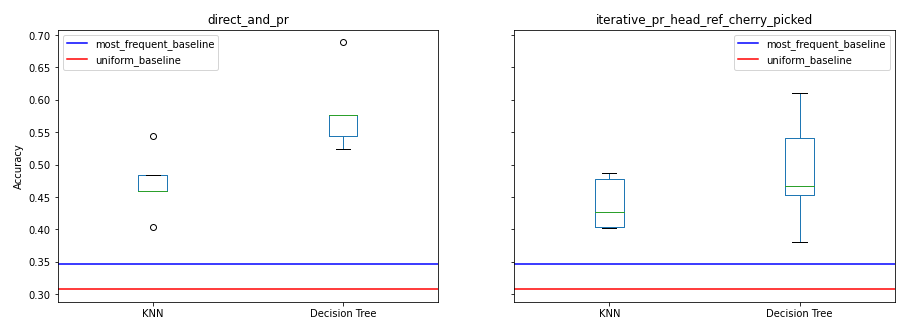 direct_and_pr
most_frequent_baseline
uniform_baseline
Accuracy
0.70
0.65
0.60
0.55
0.50
0.45
0.40
0.35
0.30
KNN
Decision Tree
iterative_pr_head_ref_cherry_picked
most_frequent_baseline
uniform_baseline
KNN
Decision Tree